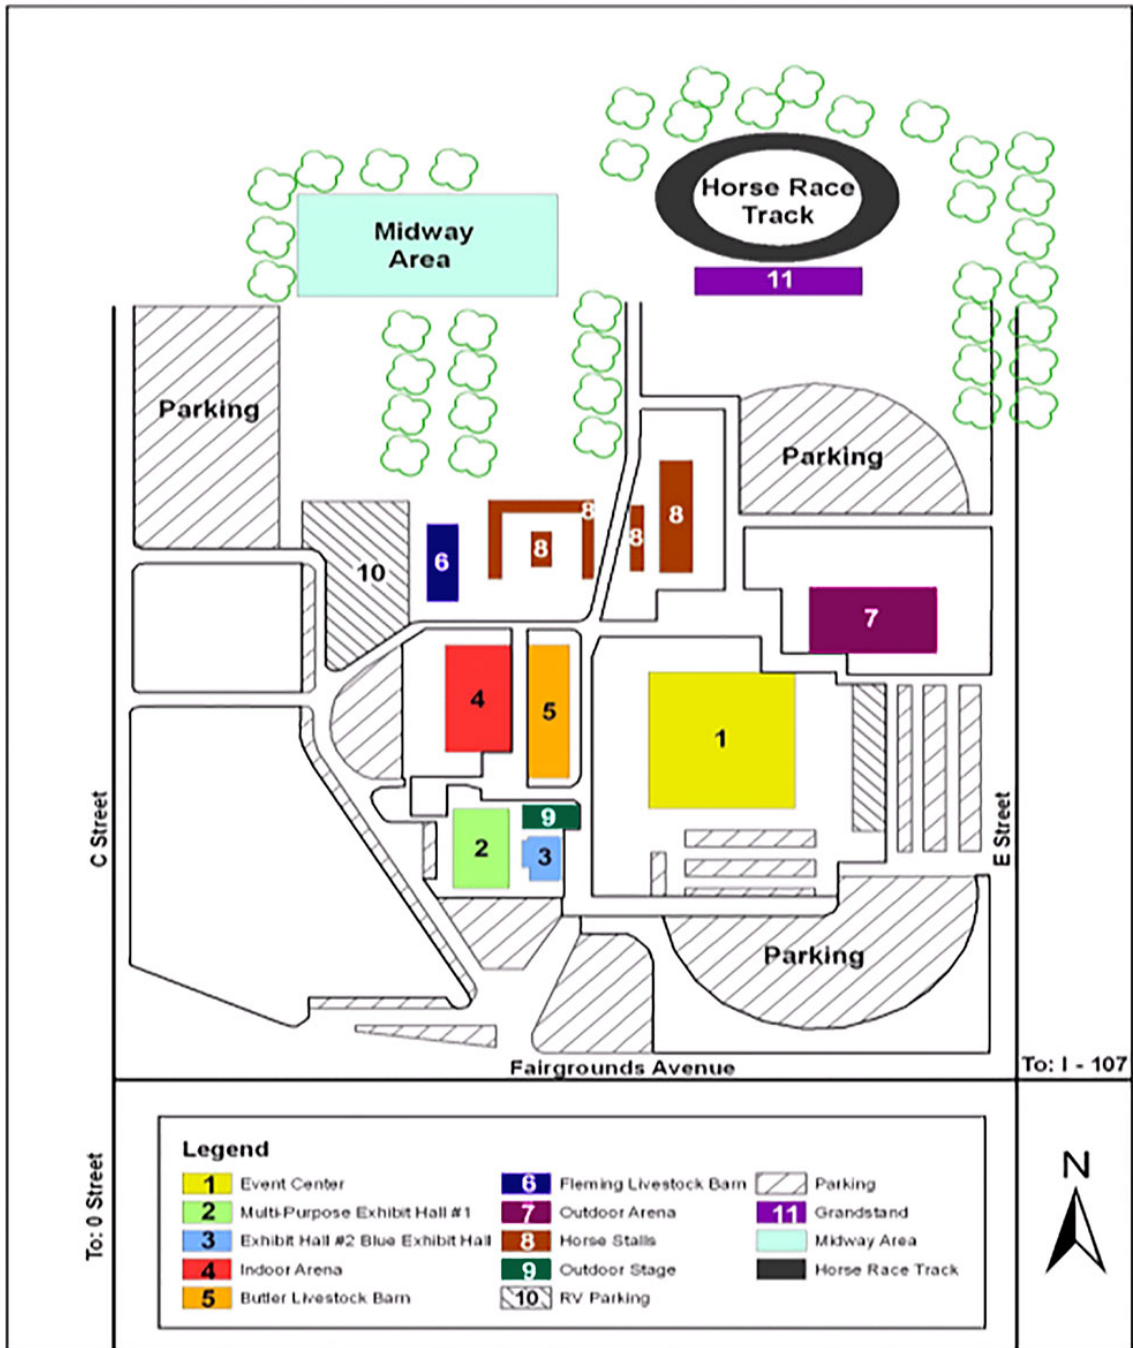 Horse Race
Track
Midway
Area
11
Parking
Parking
8
8
8
8
6
10
7
4
5
1
9
2
3
C Street
E Street
Parking
Fairgrounds Avenue
To: I - 107
To: 0 Street
N
Legend
1 Event Center
2 Multi-Purpose Exhibit Hall #1
3 Exhibit Hall #2 Blue Exhibit Hall
4 Indoor Arena
5 Butler Livestock Barn
6 Fleming Livestock Barn
7 Outdoor Arena
8 Horse Stalls
9 Outdoor Stage
10 RV Parking
Parking
11 Grandstand
Midway Area
Horse Race Track